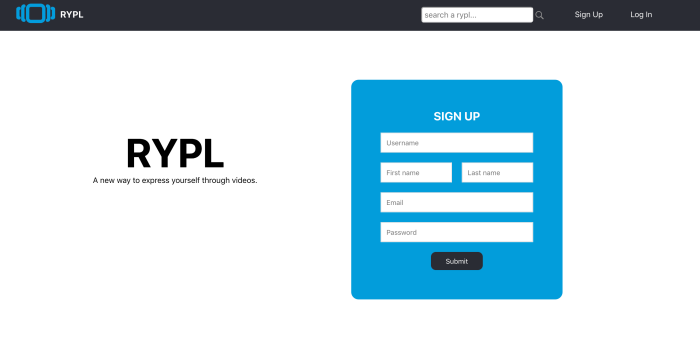 RYPL
search a rypl...
Sign Up
Log In
RYPL
A new way to express yourself through videos.
SIGN UP
Username
First name
Last name
Email
Password
Submit